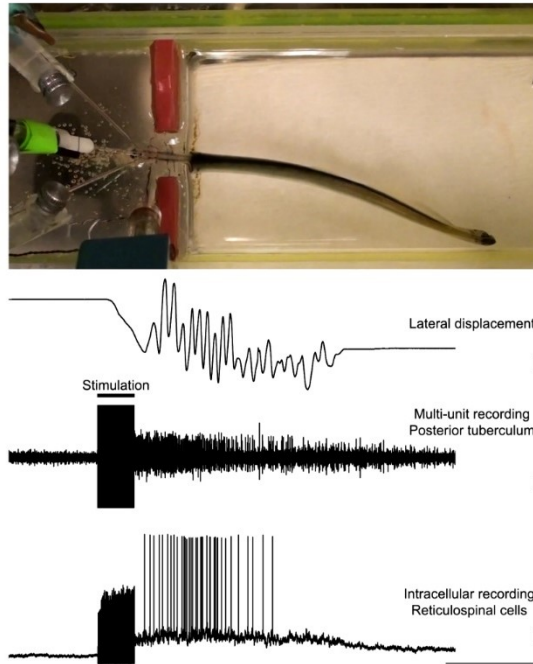 Lateral displacement
Stimulation
Multi-unit recording
Posterior tuberculum
Intracellular recording
Reticulospinal cells